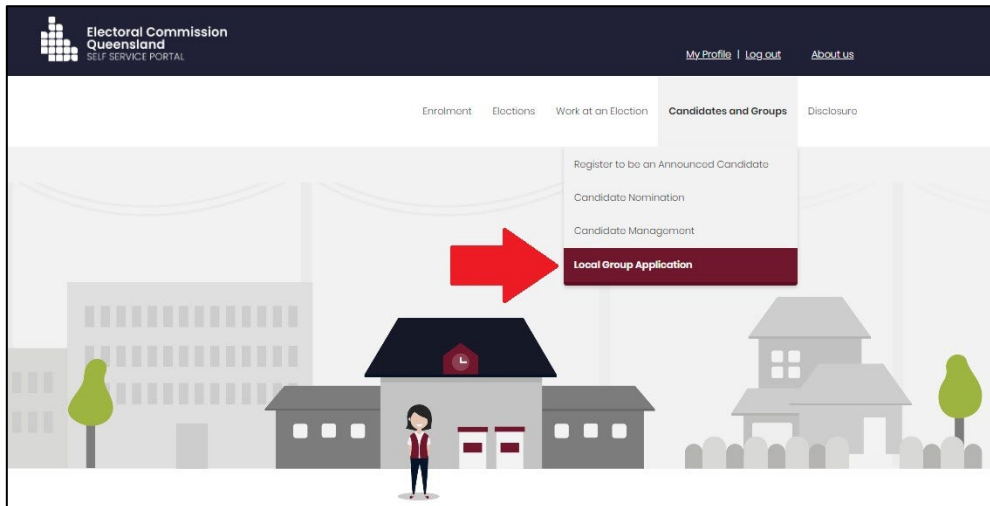 Electoral Commission
Queensland
SELF SERVICE PORTAL
My Profile | Log out About us
Enrolment Elections Work at an Election Candidates and Groups Disclosure
Register to be an Announced Candidate
Candidate Nomination
Candidate Management
Local Group Application